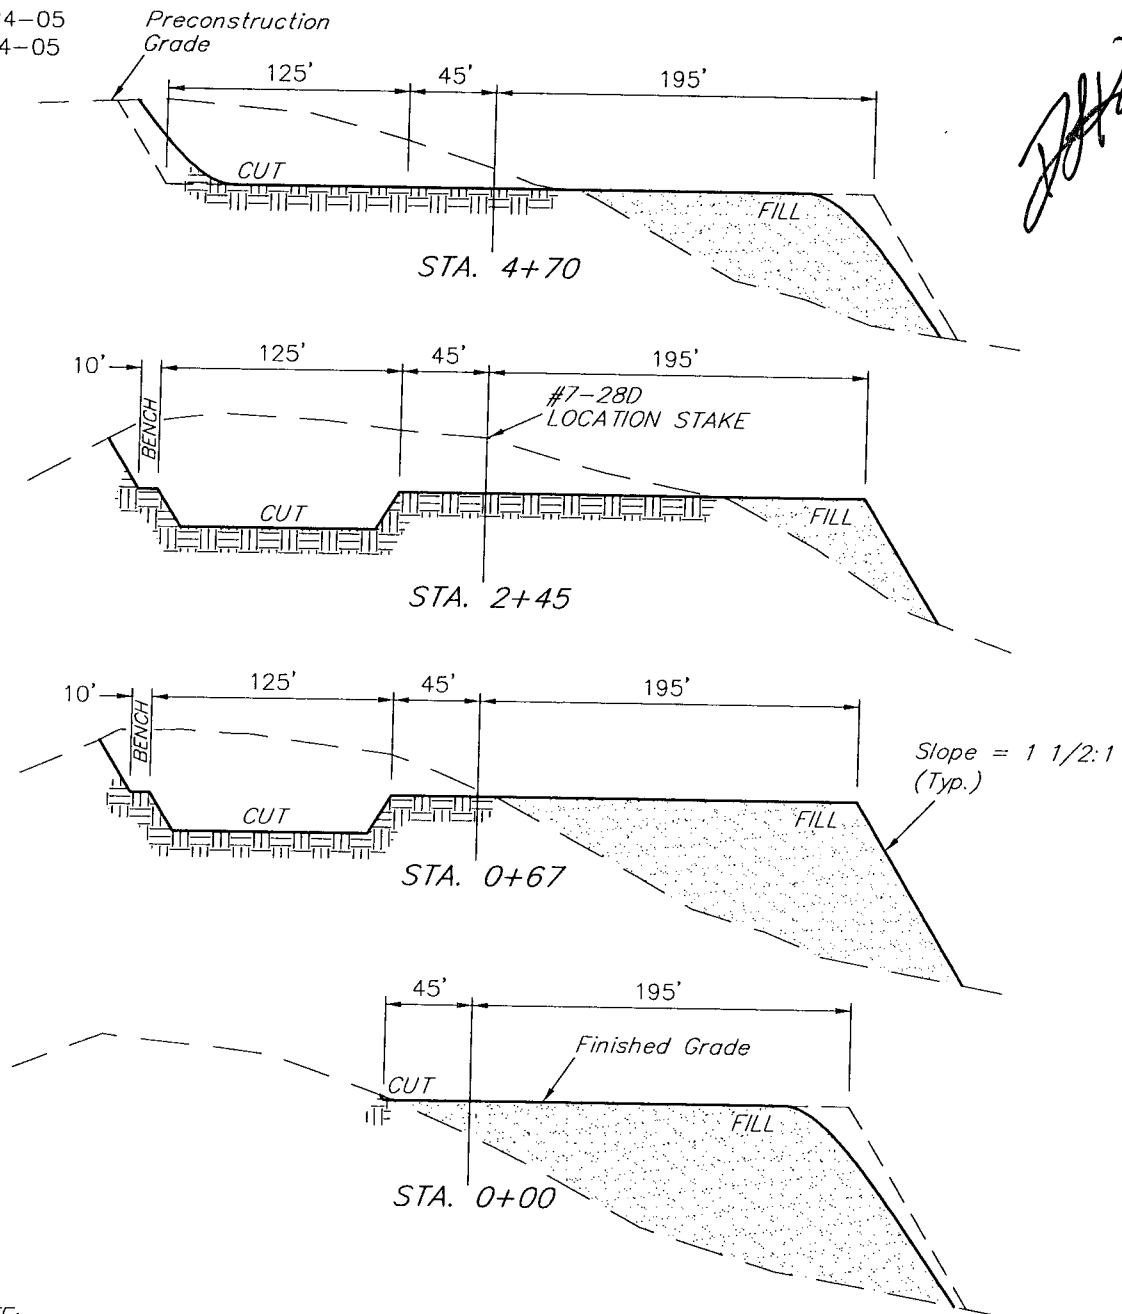 4-05
4-05
Preconstruction
Grade
125' 45' 195'
CUT
FILL
STA. 4+70
10' 125' 45' 195'
BENCH
#7-28D
LOCATION STAKE
CUT
FILL
STA. 2+45
10' 125' 45' 195'
BENCH
Slope = 1 1/2:1
(Typ.)
CUT
FILL
STA. 0+67
45' 195'
Finished Grade
CUT
FILL
STA. 0+00